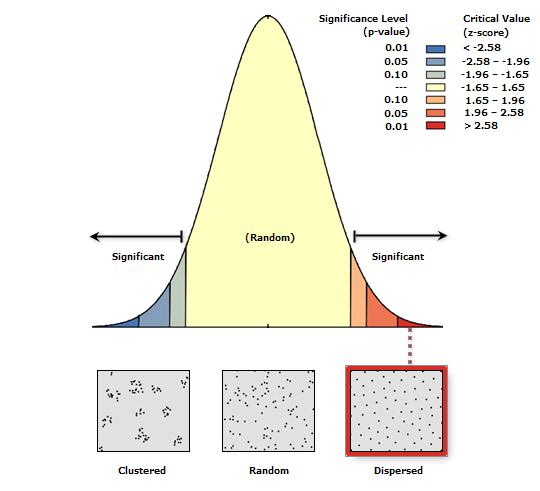 Significance Level Critical Value
(p-value) (z-score)
0.01 < -2.58
0.05 -2.58 – -1.96
0.10 -1.96 – -1.65
--- -1.65 – 1.65
0.10 1.65 – 1.96
0.05 1.96 – 2.58
0.01 > 2.58
(Random)
Significant Significant
Clustered Random Dispersed